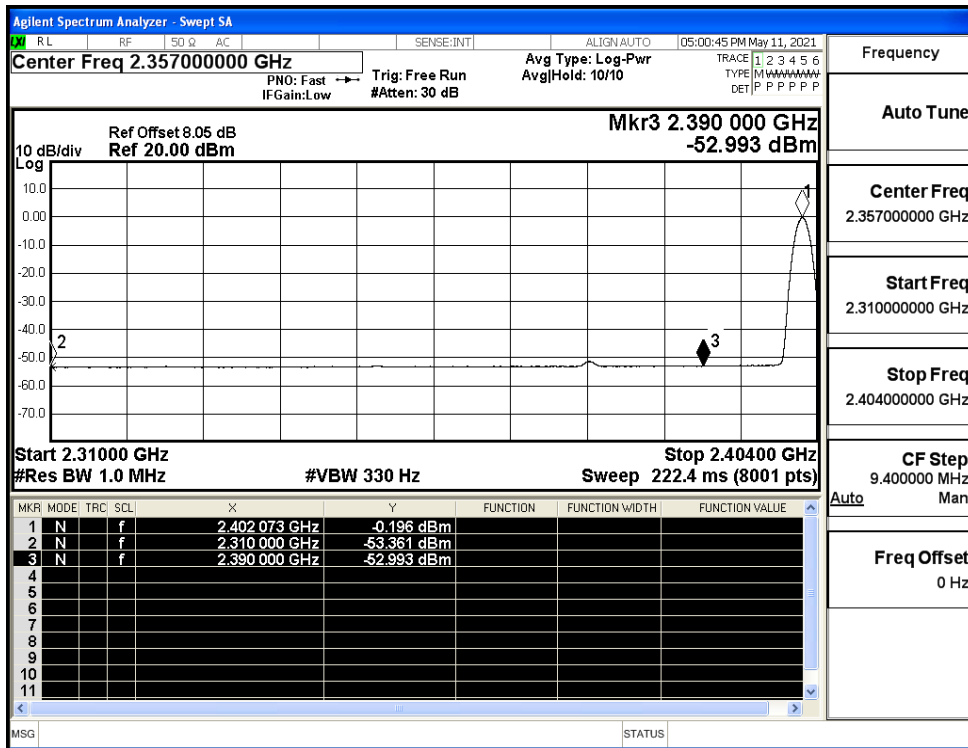 Agilent Spectrum Analyzer - Swept SA
LXI RL RF 50 Ω AC SENSE:INT ALIGNAUTO 05:00:45 PM May 11, 2021
Center Freq 2.357000000 GHz
PNO: Fast
IFGain:Low
Trig: Free Run
#Atten: 30 dB
Avg Type: Log-Pwr
Avg|Hold: 10/10
TRACE 1 2 3 4 5 6
TYPE M W W W W W
DET P P P P P P
Mkr3 2.390 000 GHz
-52.993 dBm
Ref Offset 8.05 dB
10 dB/div Ref 20.00 dBm
Log
10.0
0.00
-10.0
-20.0
-30.0
-40.0
-50.0
-60.0
-70.0
1
2
3
Start 2.31000 GHz Stop 2.40400 GHz
#Res BW 1.0 MHz #VBW 330 Hz Sweep 222.4 ms (8001 pts)
MKR MODE TRC SCL X Y FUNCTION FUNCTION WIDTH FUNCTION VALUE
1 N f 2.402 073 GHz -0.196 dBm
2 N f 2.310 000 GHz -53.361 dBm
3 N f 2.390 000 GHz -52.993 dBm
4
5
6
7
8
9
10
11
MSG STATUS
Frequency
Auto Tune
Center Freq
2.357000000 GHz
Start Freq
2.310000000 GHz
Stop Freq
2.404000000 GHz
CF Step
9.400000 MHz
Auto Man
Freq Offset
0 Hz